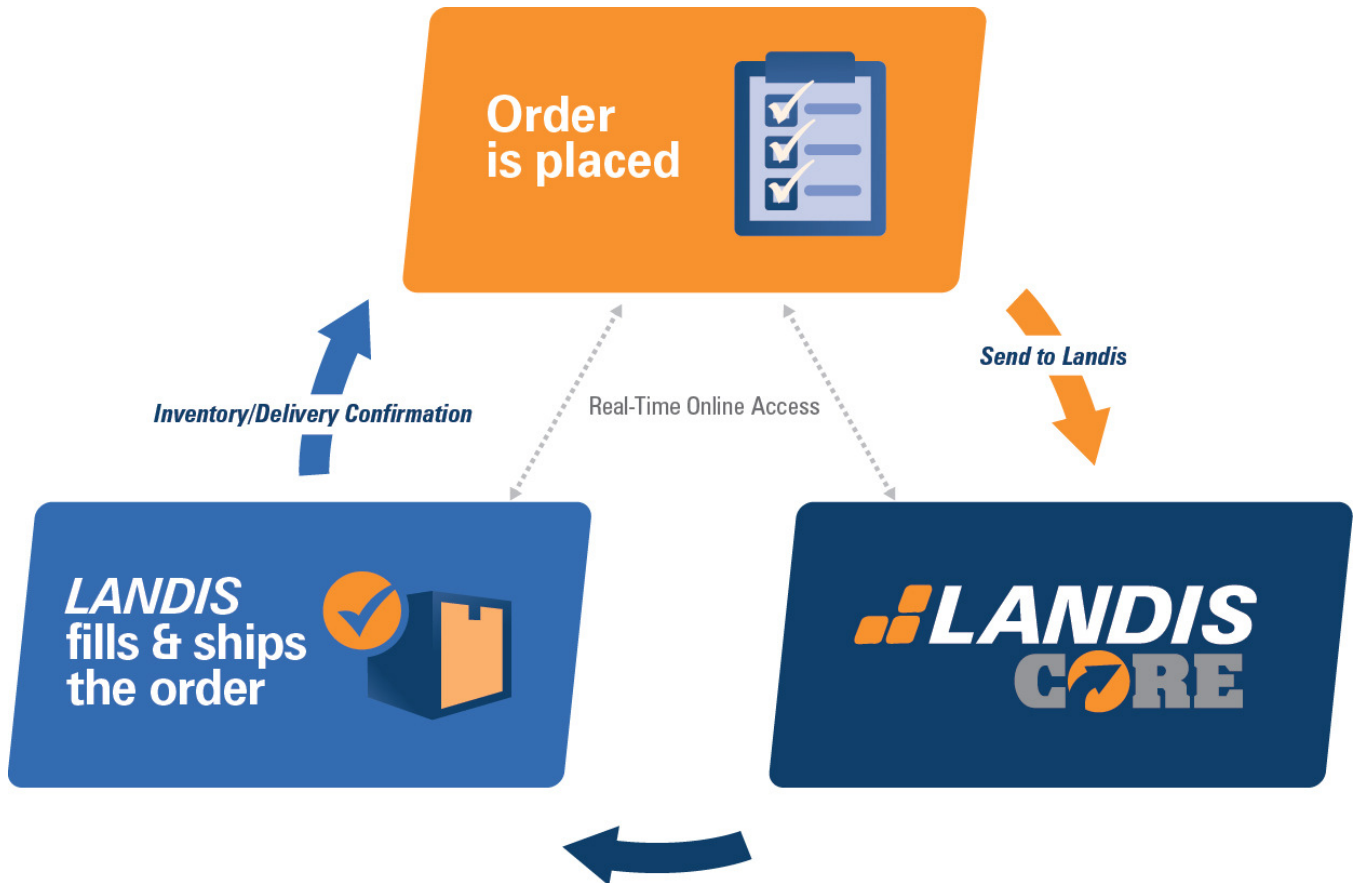 Order
is placed
Send to Landis
Inventory/Delivery Confirmation
Real-Time Online Access
LANDIS
fills & ships
the order
LANDIS
CORE